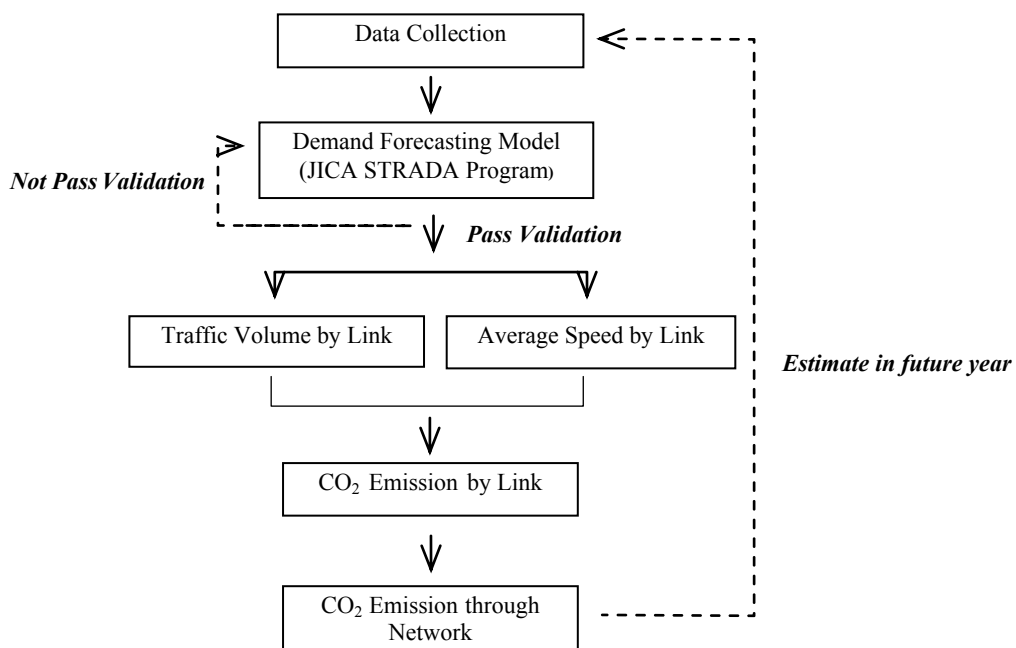 Data Collection
Demand Forecasting Model
(JICA STRADA Program)
Not Pass Validation
Pass Validation
Traffic Volume by Link
Average Speed by Link
Estimate in future year
CO₂ Emission by Link
CO₂ Emission through
Network